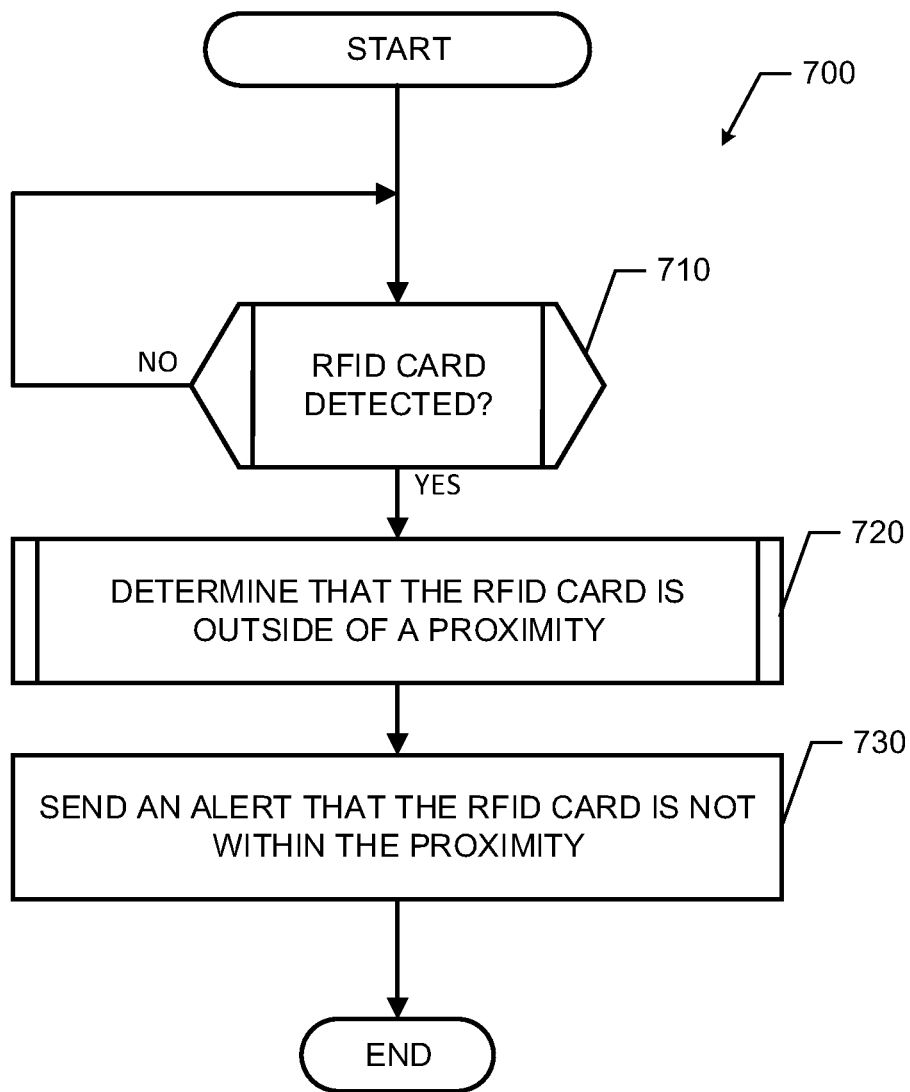 START
700
710
RFID CARD
DETECTED?
NO
YES
720
DETERMINE THAT THE RFID CARD IS
OUTSIDE OF A PROXIMITY
730
SEND AN ALERT THAT THE RFID CARD IS NOT
WITHIN THE PROXIMITY
END